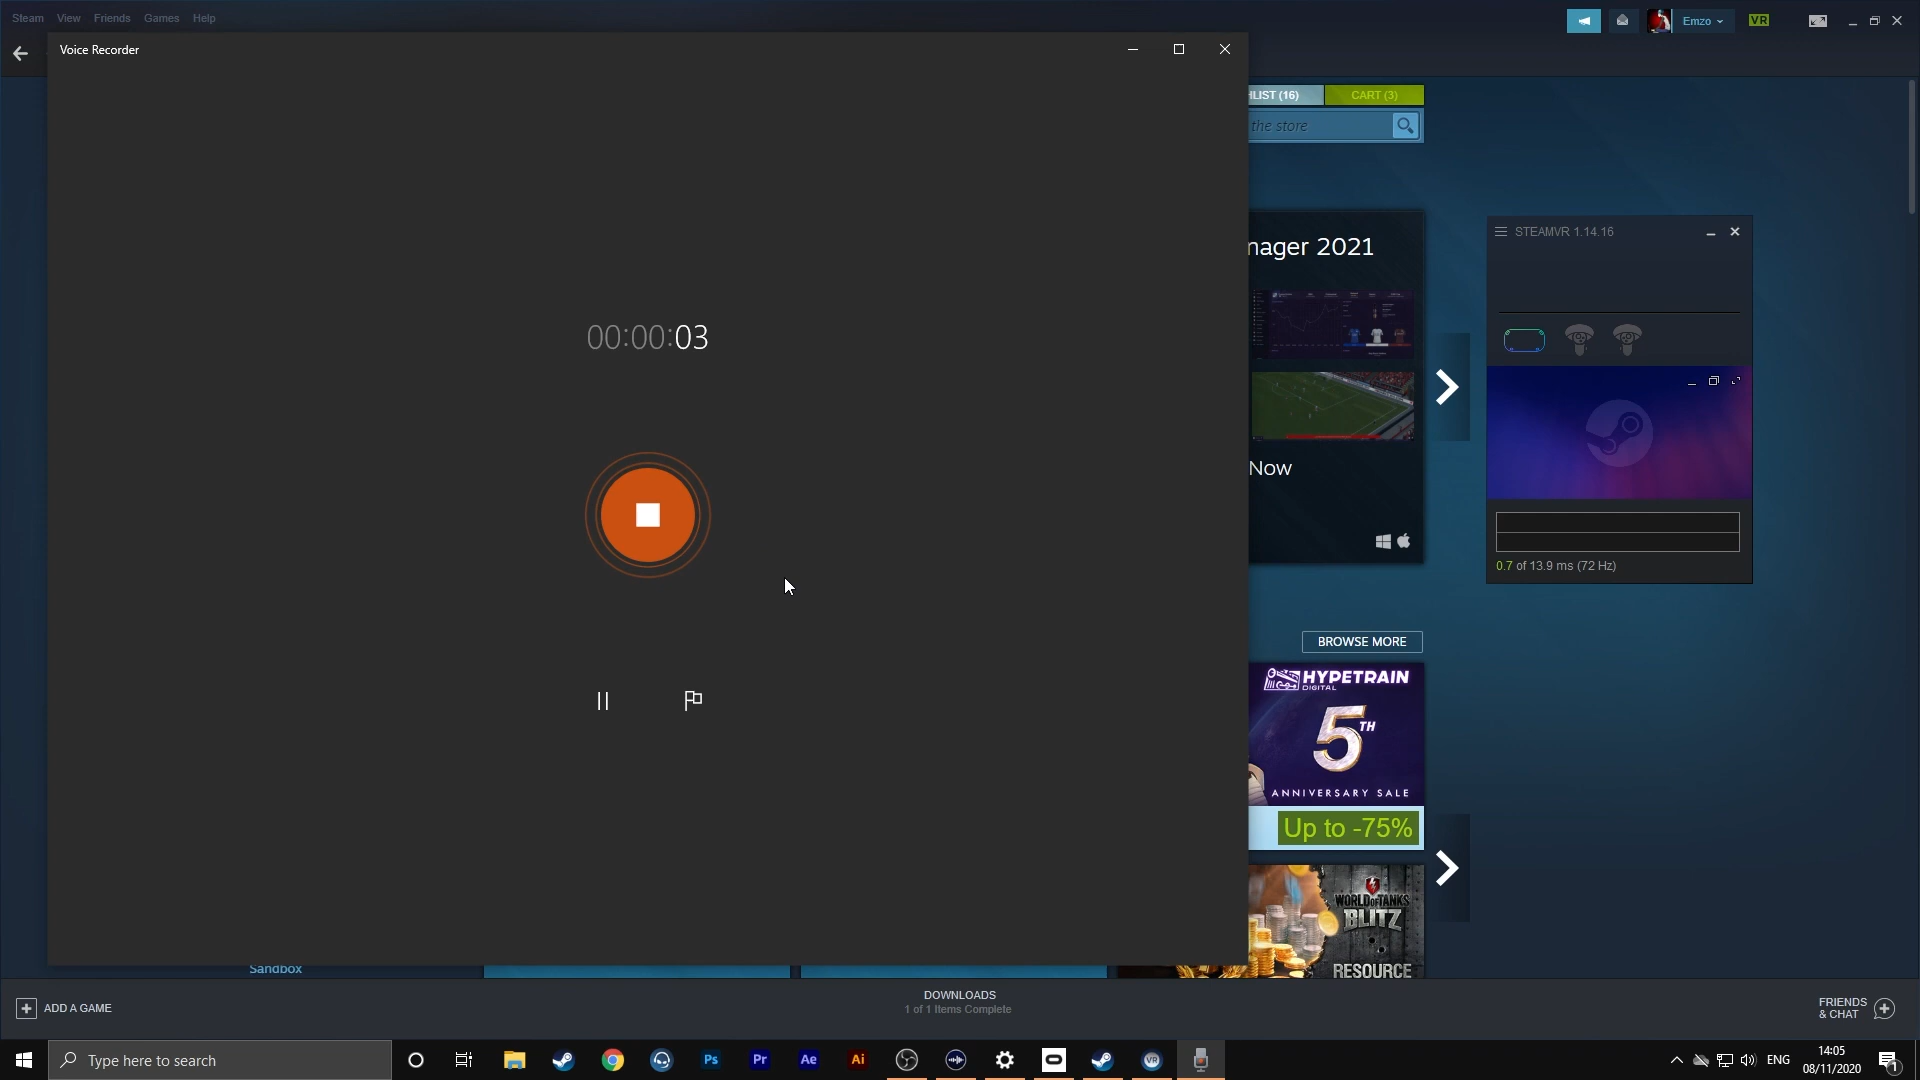 Steam View Friends Games Help
Emzo
VR
Voice Recorder
HLIST (16)
CART (3)
the store
nager 2021
STEAMVR 1.14.16
00:00:03
Now
0.7 of 13.9 ms (72 Hz)
BROWSE MORE
HYPETRAIN
DIGITAL
5TH
ANNIVERSARY SALE
Up to -75%
WORLD OF TANKS
BLITZ
RESOURCE
Sandbox
ADD A GAME
DOWNLOADS
1 of 1 Items Complete
FRIENDS
& CHAT
Type here to search
Ps
Pr
Ae
Ai
VR
ENG
14:05
08/11/2020
1